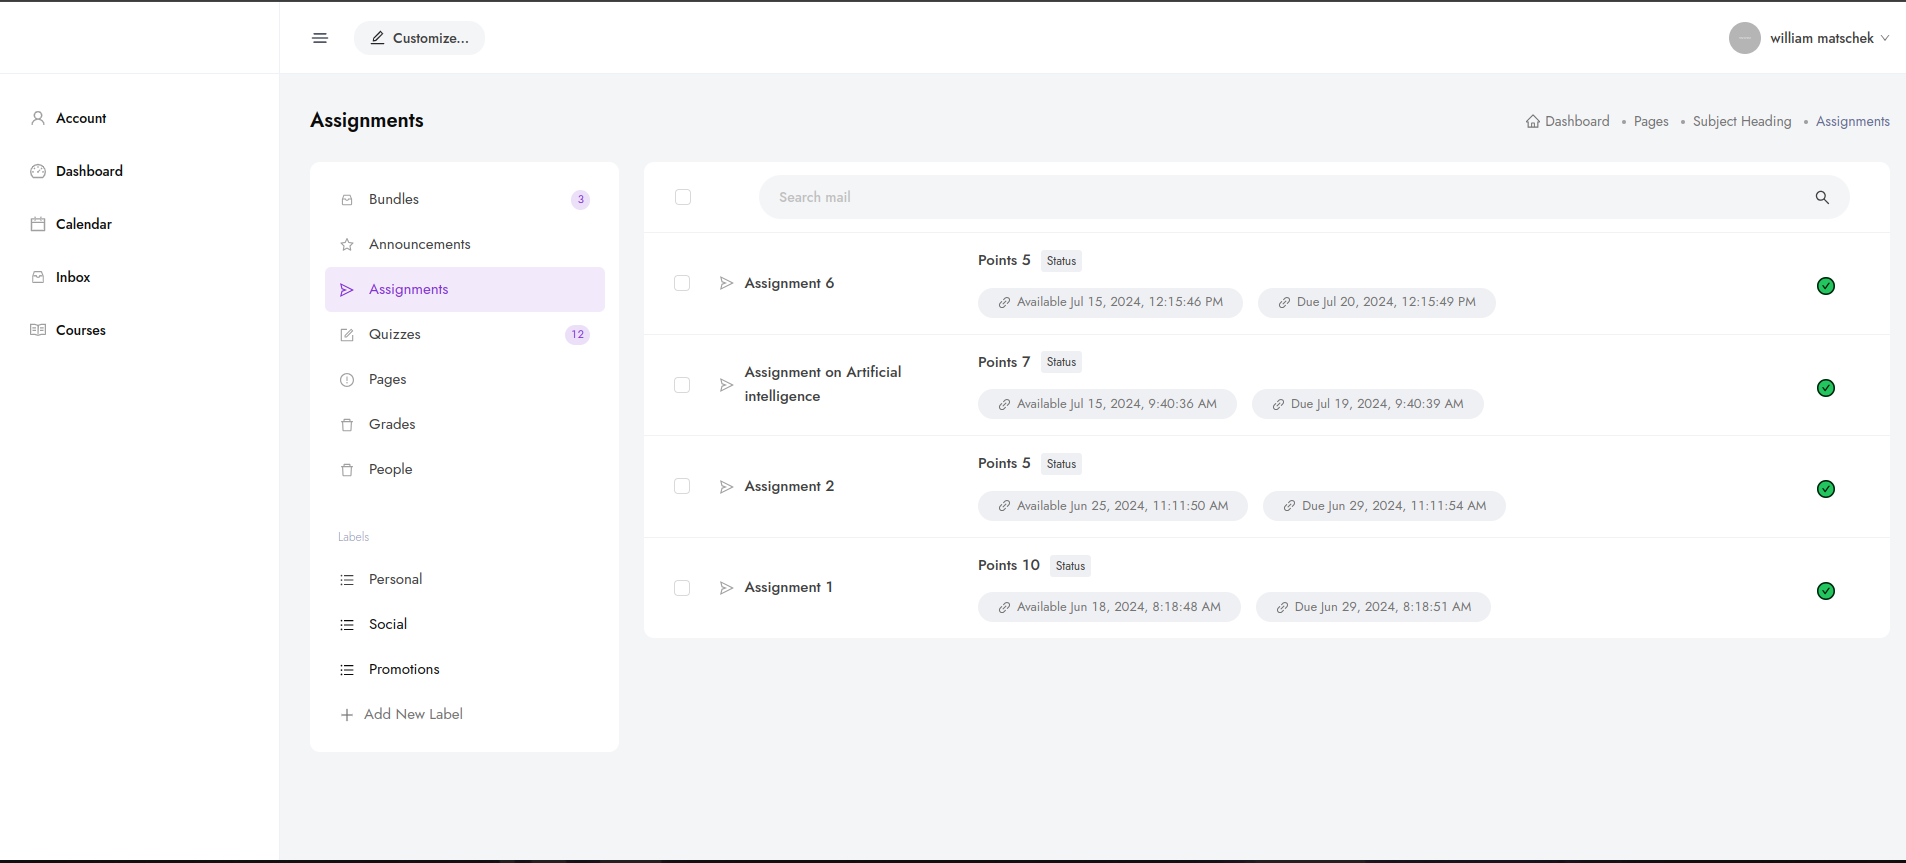 Customize...
william matschek
Account
Dashboard
Calendar
Inbox
Courses
Assignments
Dashboard • Pages • Subject Heading • Assignments
Bundles 3
Announcements
Assignments
Quizzes 12
Pages
Grades
People
Labels
Personal
Social
Promotions
Add New Label
Search mail
Assignment 6
Points 5 Status
Available Jul 15, 2024, 12:15:46 PM
Due Jul 20, 2024, 12:15:49 PM
Assignment on Artificial
intelligence
Points 7 Status
Available Jul 15, 2024, 9:40:36 AM
Due Jul 19, 2024, 9:40:39 AM
Assignment 2
Points 5 Status
Available Jun 25, 2024, 11:11:50 AM
Due Jun 29, 2024, 11:11:54 AM
Assignment 1
Points 10 Status
Available Jun 18, 2024, 8:18:48 AM
Due Jun 29, 2024, 8:18:51 AM